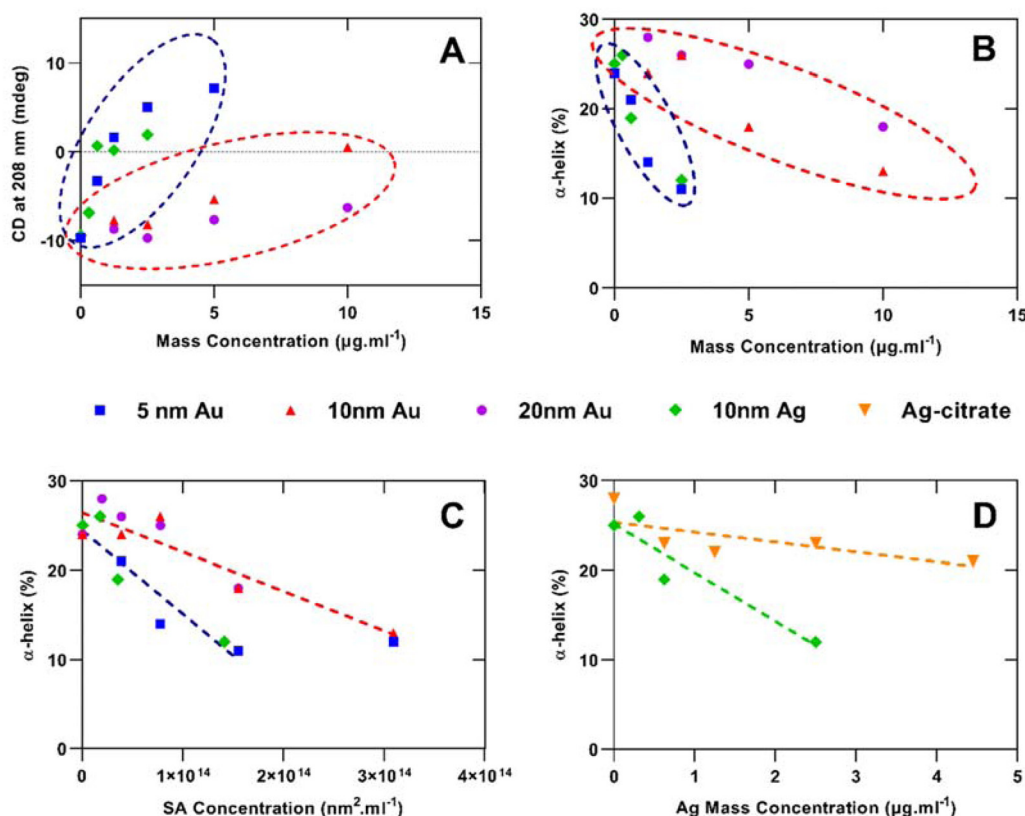 A
CD at 208 nm (mdeg)
10
0
-10
0
5
10
15
Mass Concentration (µg.ml⁻¹)
B
α-helix (%)
30
20
10
0
0
5
10
15
Mass Concentration (µg.ml⁻¹)
5 nm Au
10nm Au
20nm Au
10nm Ag
Ag-citrate
C
α-helix (%)
30
20
10
0
0
1×10¹⁴
2×10¹⁴
3×10¹⁴
4×10¹⁴
SA Concentration (nm².ml⁻¹)
D
α-helix (%)
30
20
10
0
0
1
2
3
4
5
Ag Mass Concentration (µg.ml⁻¹)